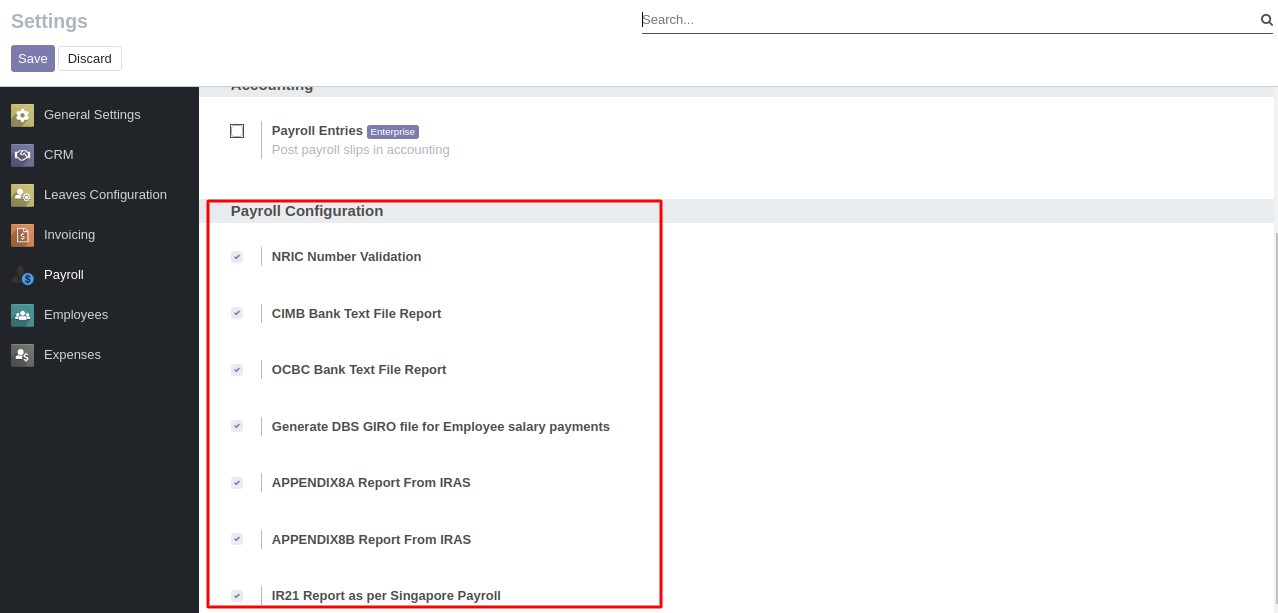 Settings
Search...
Save
Discard
General Settings
CRM
Leaves Configuration
Invoicing
Payroll
Employees
Expenses
Accounting
Payroll Entries Enterprise
Post payroll slips in accounting
Payroll Configuration
NRIC Number Validation
CIMB Bank Text File Report
OCBC Bank Text File Report
Generate DBS GIRO file for Employee salary payments
APPENDIX8A Report From IRAS
APPENDIX8B Report From IRAS
IR21 Report as per Singapore Payroll